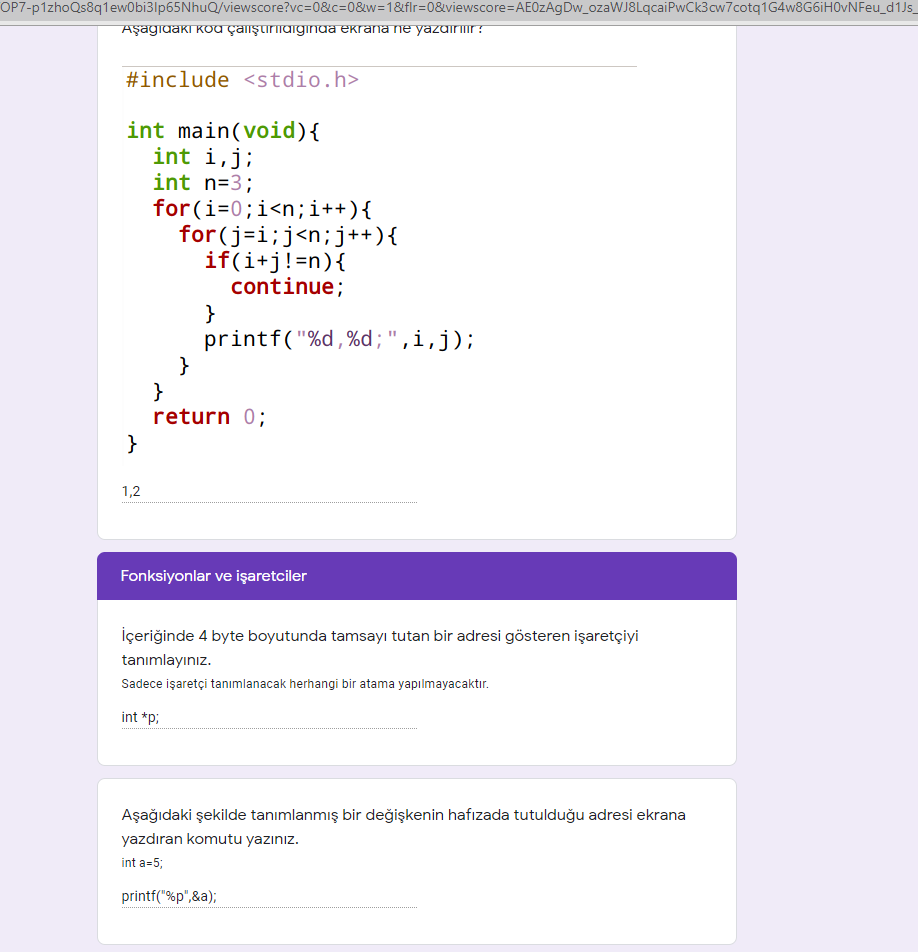 OP7-p1zhoQs8q1ew0bi3Ip65NhuQ/viewscore?vc=0&c=0&w=1&flr=0&viewscore=AE0zAgDw_ozaWJ8LqcaiPwCk3cw7cotq1G4w8G6iH0vNFeu_d1Js_
Aşağıdaki kod çalıştırıldığında ekrana ne yazdırılır?
#include <stdio.h>
int main(void){
int i,j;
int n=3;
for(i=0;i<n;i++){
for(j=i;j<n;j++){
if(i+j!=n){
continue;
}
printf("%d,%d;",i,j);
}
}
return 0;
}
1,2
Fonksiyonlar ve işaretciler
İçeriğinde 4 byte boyutunda tamsayı tutan bir adresi gösteren işaretçiyi
tanımlayınız.
Sadece işaretçi tanımlanacak herhangi bir atama yapılmayacaktır.
int *p;
Aşağıdaki şekilde tanımlanmış bir değişkenin hafızada tutulduğu adresi ekrana
yazdıran komutu yazınız.
int a=5;
printf("%p",&a);